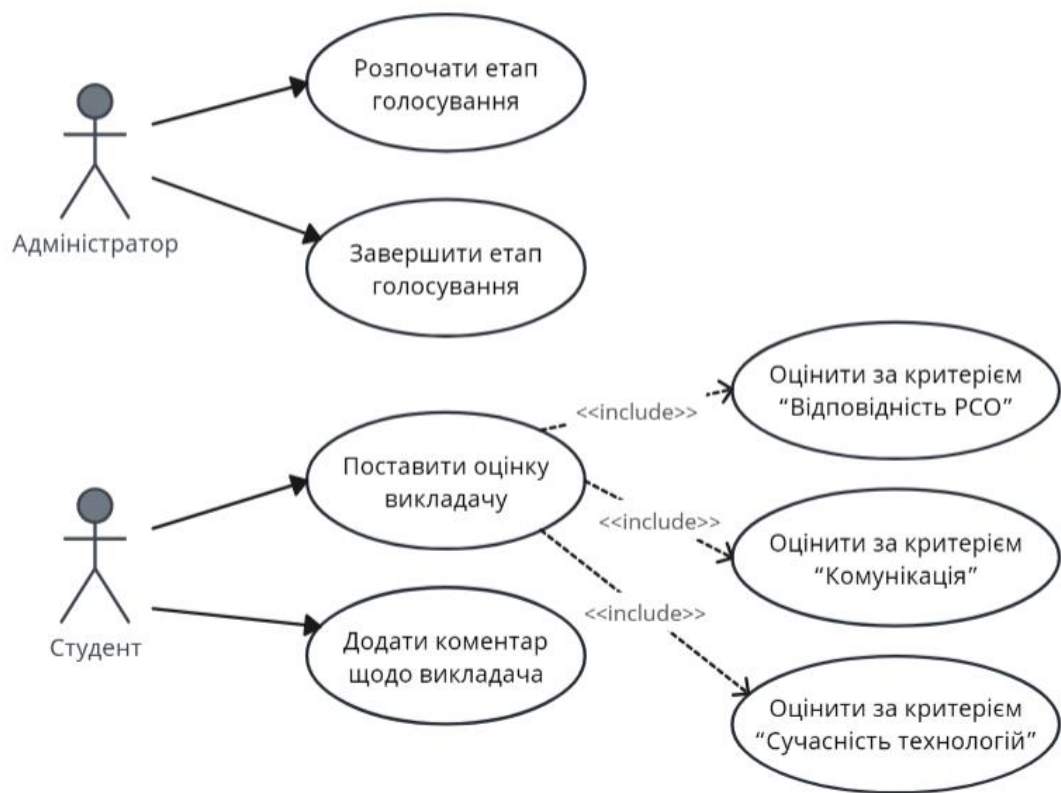 Розпочати етап
голосування
Адміністратор
Завершити етап
голосування
Оцінити за критерієм
“Відповідність РСО”
<<include>>
Поставити оцінку
викладачу
<<include>>
Оцінити за критерієм
“Комунікація”
<<include>>
Студент
Додати коментар
щодо викладача
Оцінити за критерієм
“Сучасність технологій”